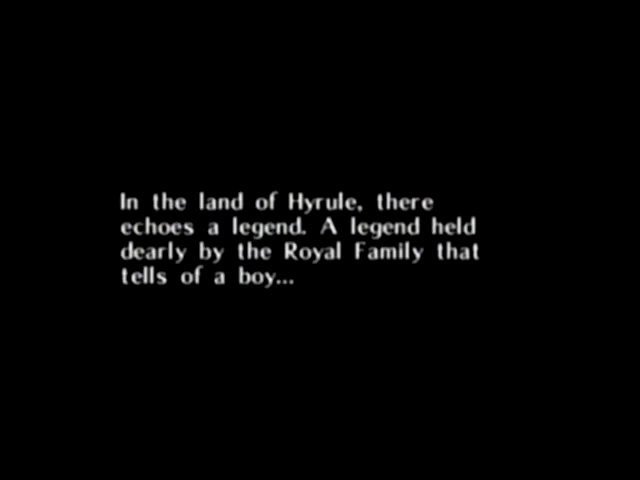 In the land of Hyrule, there
echoes a legend. A legend held
dearly by the Royal Family that
tells of a boy...